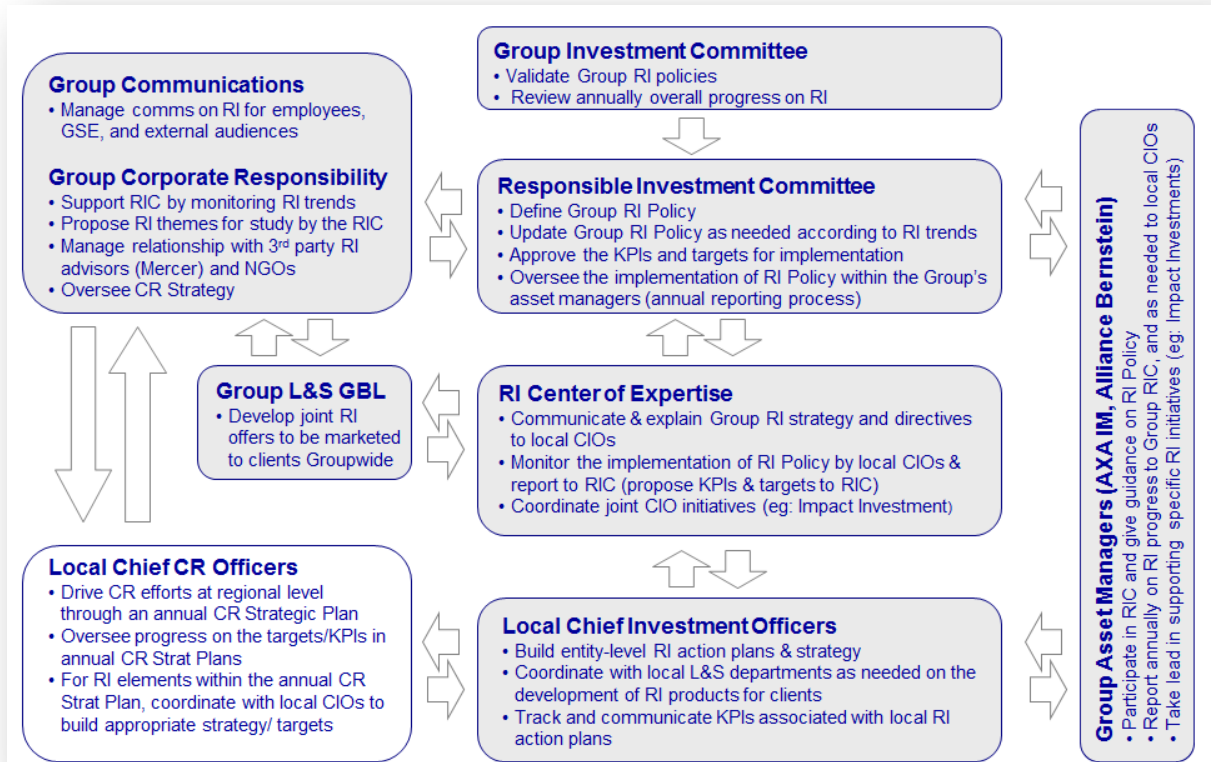 Group Investment Committee
• Validate Group RI policies
• Review annually overall progress on RI
Group Communications
• Manage comms on RI for employees,
GSE, and external audiences
Group Corporate Responsibility
• Support RIC by monitoring RI trends
• Propose RI themes for study by the RIC
• Manage relationship with 3rd party RI
advisors (Mercer) and NGOs
• Oversee CR Strategy
Responsible Investment Committee
• Define Group RI Policy
• Update Group RI Policy as needed according to RI trends
• Approve the KPIs and targets for implementation
• Oversee the implementation of RI Policy within the Group's
asset managers (annual reporting process)
Group L&S GBL
• Develop joint RI
offers to be marketed
to clients Groupwide
RI Center of Expertise
• Communicate & explain Group RI strategy and directives
to local CIOs
• Monitor the implementation of RI Policy by local CIOs &
report to RIC (propose KPIs & targets to RIC)
• Coordinate joint CIO initiatives (eg: Impact Investment)
Local Chief CR Officers
• Drive CR efforts at regional level
through an annual CR Strategic Plan
• Oversee progress on the targets/KPIs in
annual CR Strat Plans
• For RI elements within the annual CR
Strat Plan, coordinate with local CIOs to
build appropriate strategy/ targets
Local Chief Investment Officers
• Build entity-level RI action plans & strategy
• Coordinate with local L&S departments as needed on the
development of RI products for clients
• Track and communicate KPIs associated with local RI
action plans
Group Asset Managers (AXA IM, Alliance Bernstein)
• Participate in RIC and give guidance on RI Policy
• Report annually on RI progress to Group RIC, and as needed to local CIOs
• Take lead in supporting specific RI initiatives (eg: Impact Investments)